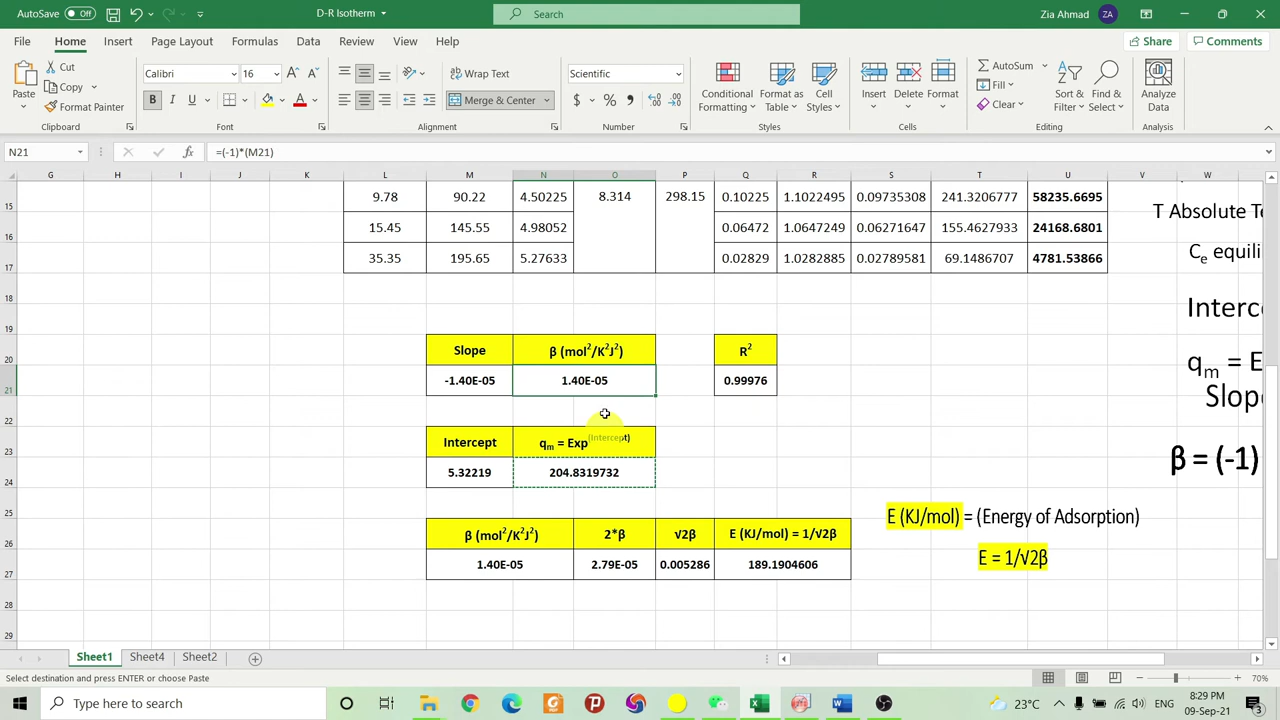 AutoSave Off D-R Isotherm Search Zia Ahmad ZA
File Home Insert Page Layout Formulas Data Review View Help Share Comments
Paste Cut Copy Format Painter Clipboard
Calibri 16 B I U A Font
Wrap Text Merge & Center Alignment
Scientific $ % Number
Conditional Formatting Format as Table Cell Styles Styles
Insert Delete Format Cells
AutoSum Fill Clear Sort & Filter Find & Select Editing
Analyze Data Analysis
N21 fx =(-1)*(M21)
G H I J K L M N O P Q R S T U V W X
15 9.78 90.22 4.50225 8.314 298.15 0.10225 1.1022495 0.09735308 241.3206777 58235.6695
T Absolute Te
16 15.45 145.55 4.98052 0.06472 1.0647249 0.06271647 155.4627933 24168.6801
Ce equili
17 35.35 195.65 5.27633 0.02829 1.0282885 0.02789581 69.1486707 4781.53866
18 Interc
19
20 Slope β (mol2/K2J2) R2
qm = E
21 -1.40E-05 1.40E-05 0.99976
Slope
22
23 Intercept qm = Exp(Intercept)
β = (-1)
24 5.32219 204.8319732
25 E (KJ/mol) = (Energy of Adsorption)
26 β (mol2/K2J2) 2*β √2β E (KJ/mol) = 1/√2β
E = 1/√2β
27 1.40E-05 2.79E-05 0.005286 189.1904606
28
29
Sheet1 Sheet4 Sheet2
Select destination and press ENTER or choose Paste 70%
Type here to search 23°C ENG 8:29 PM 09-Sep-21 3